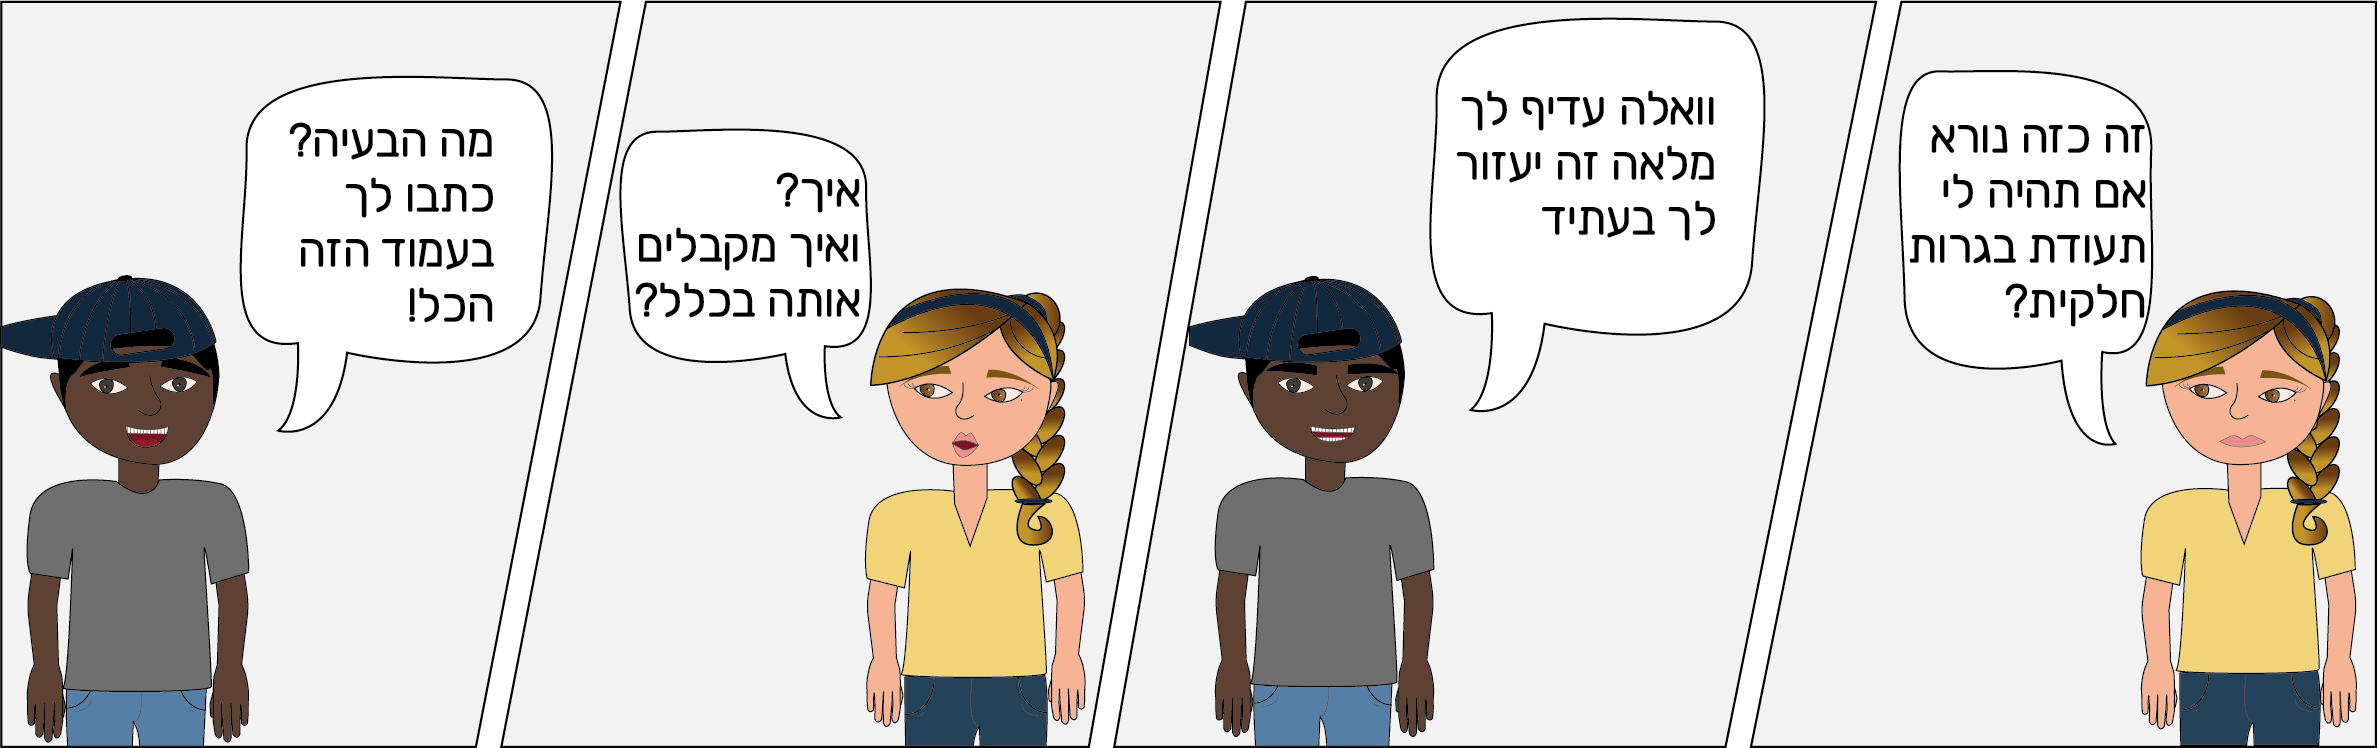 זה כזה נורא
אם תהיה לי
תעודת בגרות
חלקית?
וואלה עדיף לך
מלאה זה יעזור
לך בעתיד
איך?
ואיך מקבלים
אותה בכלל?
מה הבעיה?
כתבו לך
בעמוד הזה
הכל!